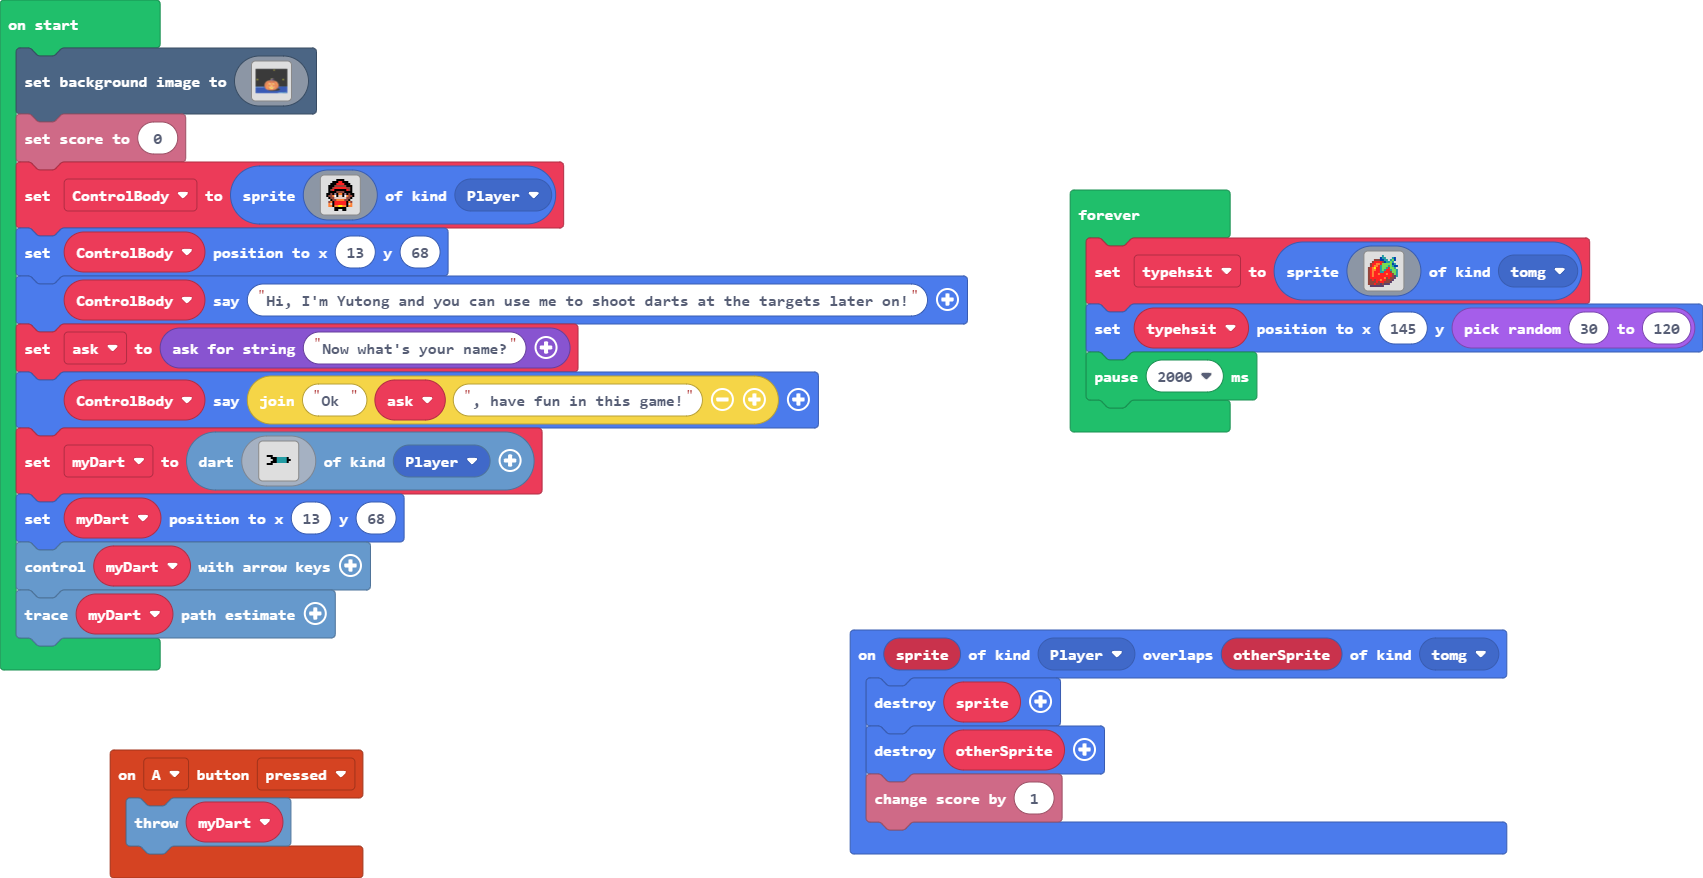 on start
set background image to
set score to 0
set ControlBody to sprite of kind Player
set ControlBody position to x 13 y 68
ControlBody say "Hi, I'm Yutong and you can use me to shoot darts at the targets later on!"
set ask to ask for string "Now what's your name?"
ControlBody say join "Ok " ask ", have fun in this game!"
set myDart to dart of kind Player
set myDart position to x 13 y 68
control myDart with arrow keys
trace myDart path estimate
forever
set typehsit to sprite of kind tomg
set typehsit position to x 145 y pick random 30 to 120
pause 2000 ms
on sprite of kind Player overlaps otherSprite of kind tomg
destroy sprite
destroy otherSprite
change score by 1
on A button pressed
throw myDart